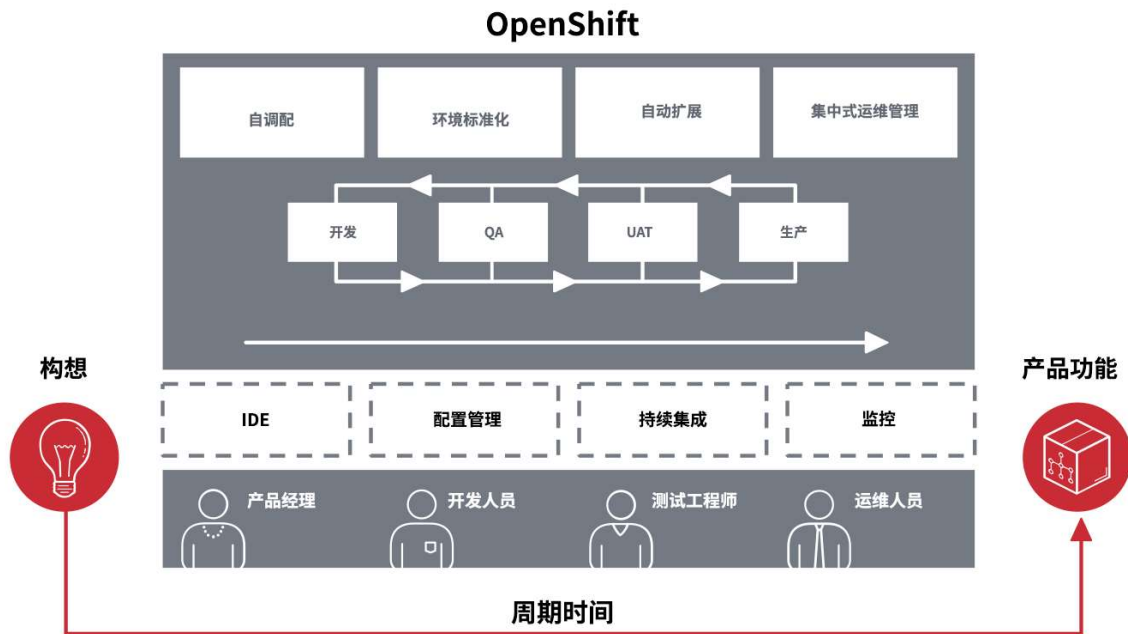 OpenShift
自调配
环境标准化
自动扩展
集中式运维管理
开发
QA
UAT
生产
构想
产品功能
IDE
配置管理
持续集成
监控
产品经理
开发人员
测试工程师
运维人员
周期时间